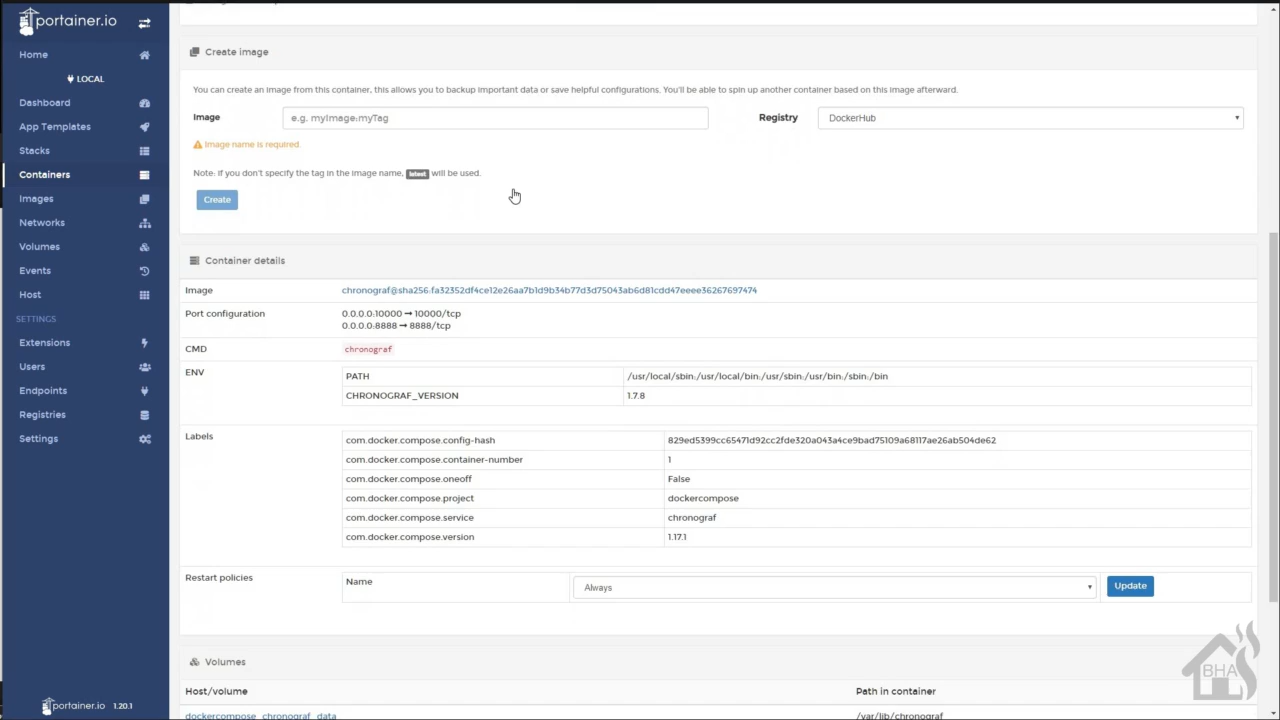 portainer.io
Home
LOCAL
Dashboard
App Templates
Stacks
Containers
Images
Networks
Volumes
Events
Host
SETTINGS
Extensions
Users
Endpoints
Registries
Settings
portainer.io 1.20.1
Create image
You can create an image from this container, this allows you to backup important data or save helpful configurations. You'll be able to spin up another container based on this image afterward.
Image e.g. myImage:myTag Registry DockerHub
Image name is required.
Note: if you don't specify the tag in the image name, latest will be used.
Create
Container details
Image chronograf@sha256:fa32352df4ce12e26aa7b1d9b34b77d3d75043ab6d81cdd47eeee36267697474
Port configuration 0.0.0.0:10000 → 10000/tcp
0.0.0.0:8888 → 8888/tcp
CMD chronograf
ENV PATH /usr/local/sbin:/usr/local/bin:/usr/sbin:/usr/bin:/sbin:/bin
CHRONOGRAF_VERSION 1.7.8
Labels com.docker.compose.config-hash 829ed5399cc65471d92cc2fde320a043a4ce9bad75109a68117ae26ab504de62
com.docker.compose.container-number 1
com.docker.compose.oneoff False
com.docker.compose.project dockercompose
com.docker.compose.service chronograf
com.docker.compose.version 1.17.1
Restart policies Name Always Update
Volumes
Host/volume Path in container
dockercompose_chronograf_data /var/lib/chronograf
BHA